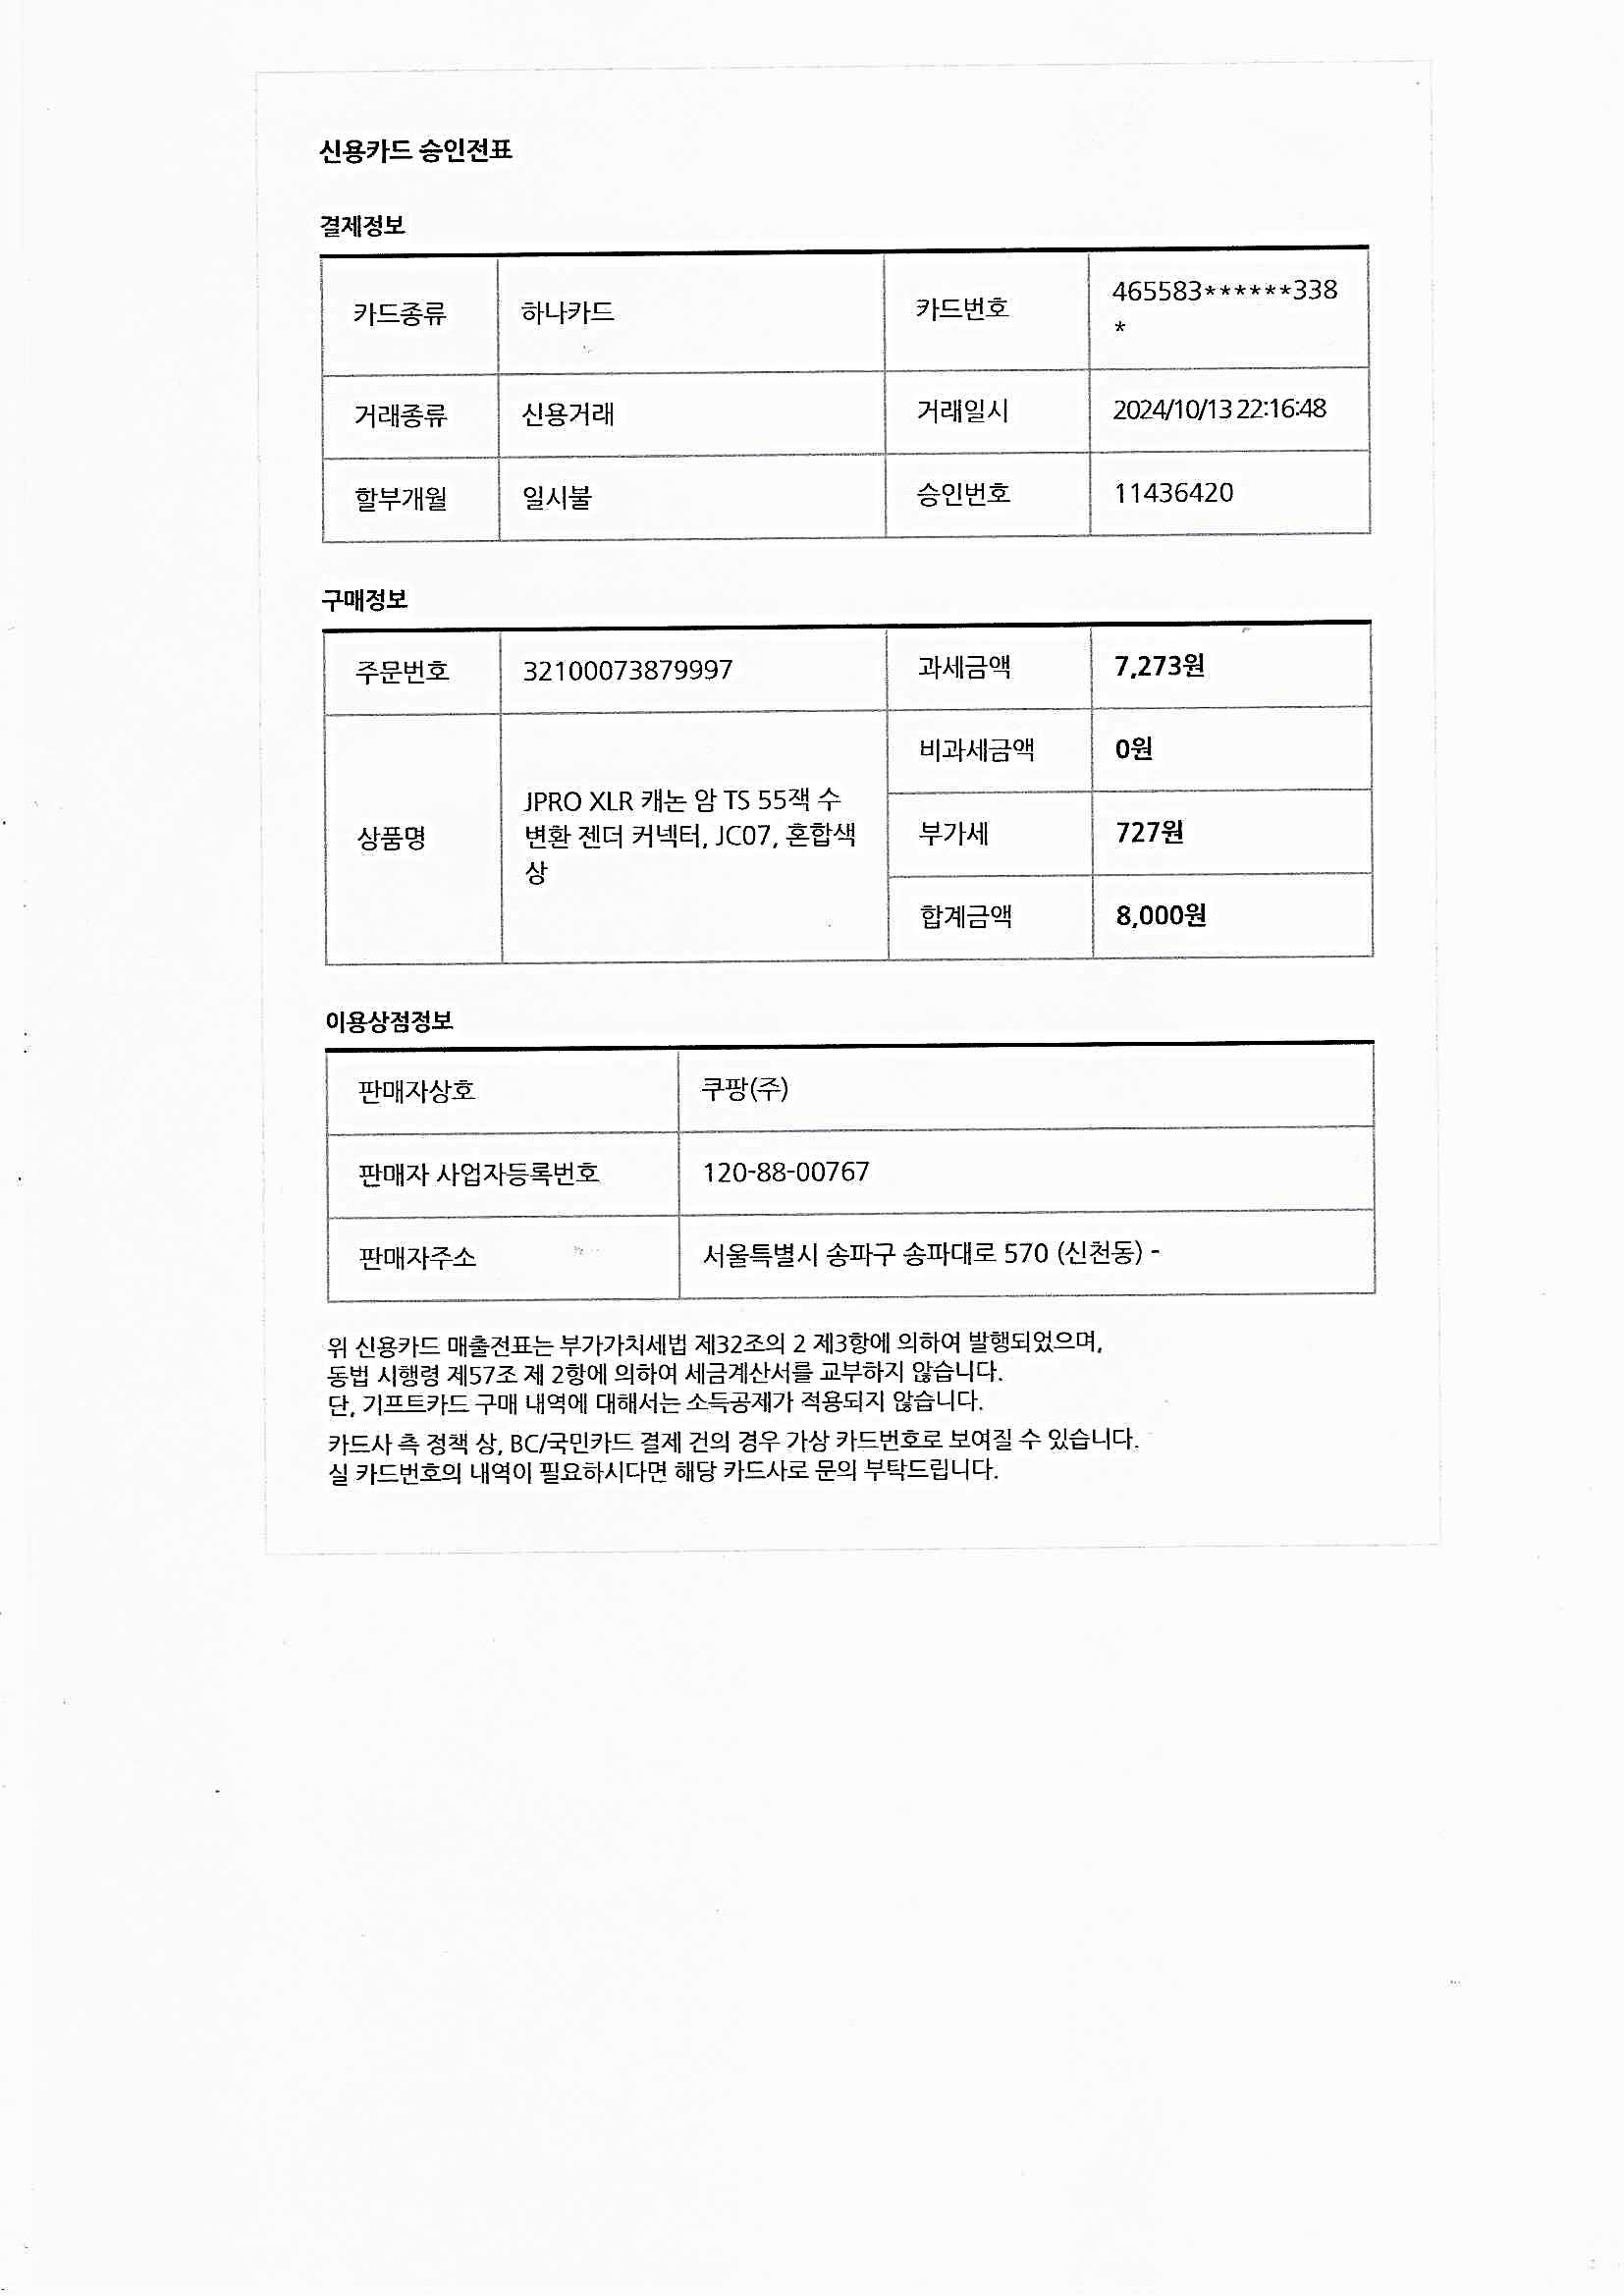 신용카드 승인전표
결제정보
카드종류 하나카드 카드번호 465583******338
*
거래종류 신용거래 거래일시 2024/10/13 22:16:48
할부개월 일시불 승인번호 11436420
구매정보
주문번호 32100073879997 과세금액 7,273원
비과세금액 0원
상품명 JPRO XLR 캐논 암 TS 55잭 수
변환 젠더 커넥터, JC07, 혼합색
상
부가세 727원
합계금액 8,000원
이용상점정보
판매자상호 쿠팡(주)
판매자 사업자등록번호 120-88-00767
판매자주소 서울특별시 송파구 송파대로 570 (신천동) -
위 신용카드 매출전표는 부가가치세법 제32조의 2 제3항에 의하여 발행되었으며,
동법 시행령 제57조 제 2항에 의하여 세금계산서를 교부하지 않습니다.
단, 기프트카드 구매 내역에 대해서는 소득공제가 적용되지 않습니다.
카드사 측 정책 상, BC/국민카드 결제 건의 경우 가상 카드번호로 보여질 수 있습니다.
실 카드번호의 내역이 필요하시다면 해당 카드사로 문의 부탁드립니다.